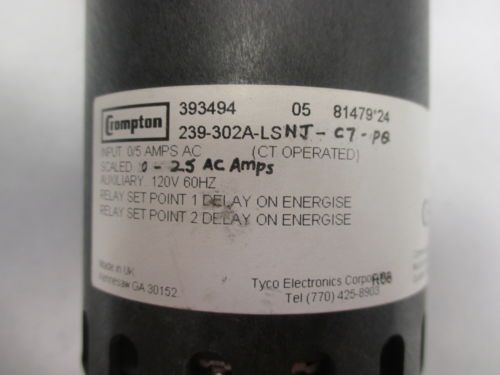 Crompton
393494 05 81479*24
239-302A-LSNJ-C7-PQ
INPUT 0/5 AMPS AC (CT OPERATED)
SCALED 0-25 AC Amps
AUXILIARY 120V 60HZ
RELAY SET POINT 1 DELAY ON ENERGISE
RELAY SET POINT 2 DELAY ON ENERGISE
Made in UK
Kennesaw GA 30152
Tyco Electronics Corporation
Tel (770) 425-8903